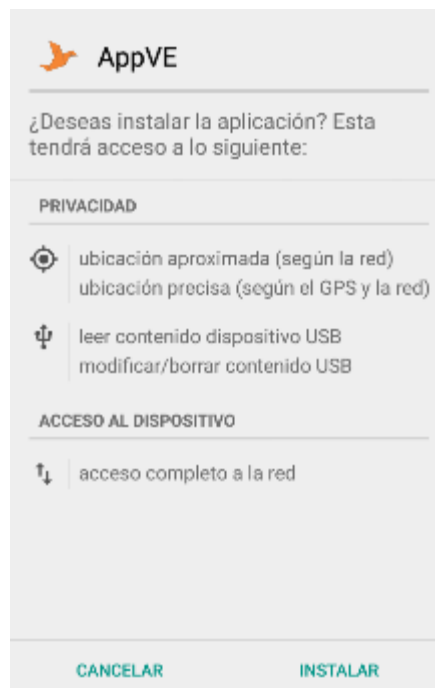 AppVE
¿Deseas instalar la aplicación? Esta
tendrá acceso a lo siguiente:
PRIVACIDAD
ubicación aproximada (según la red)
ubicación precisa (según el GPS y la red)
leer contenido dispositivo USB
modificar/borrar contenido USB
ACCESO AL DISPOSITIVO
acceso completo a la red
CANCELAR INSTALAR